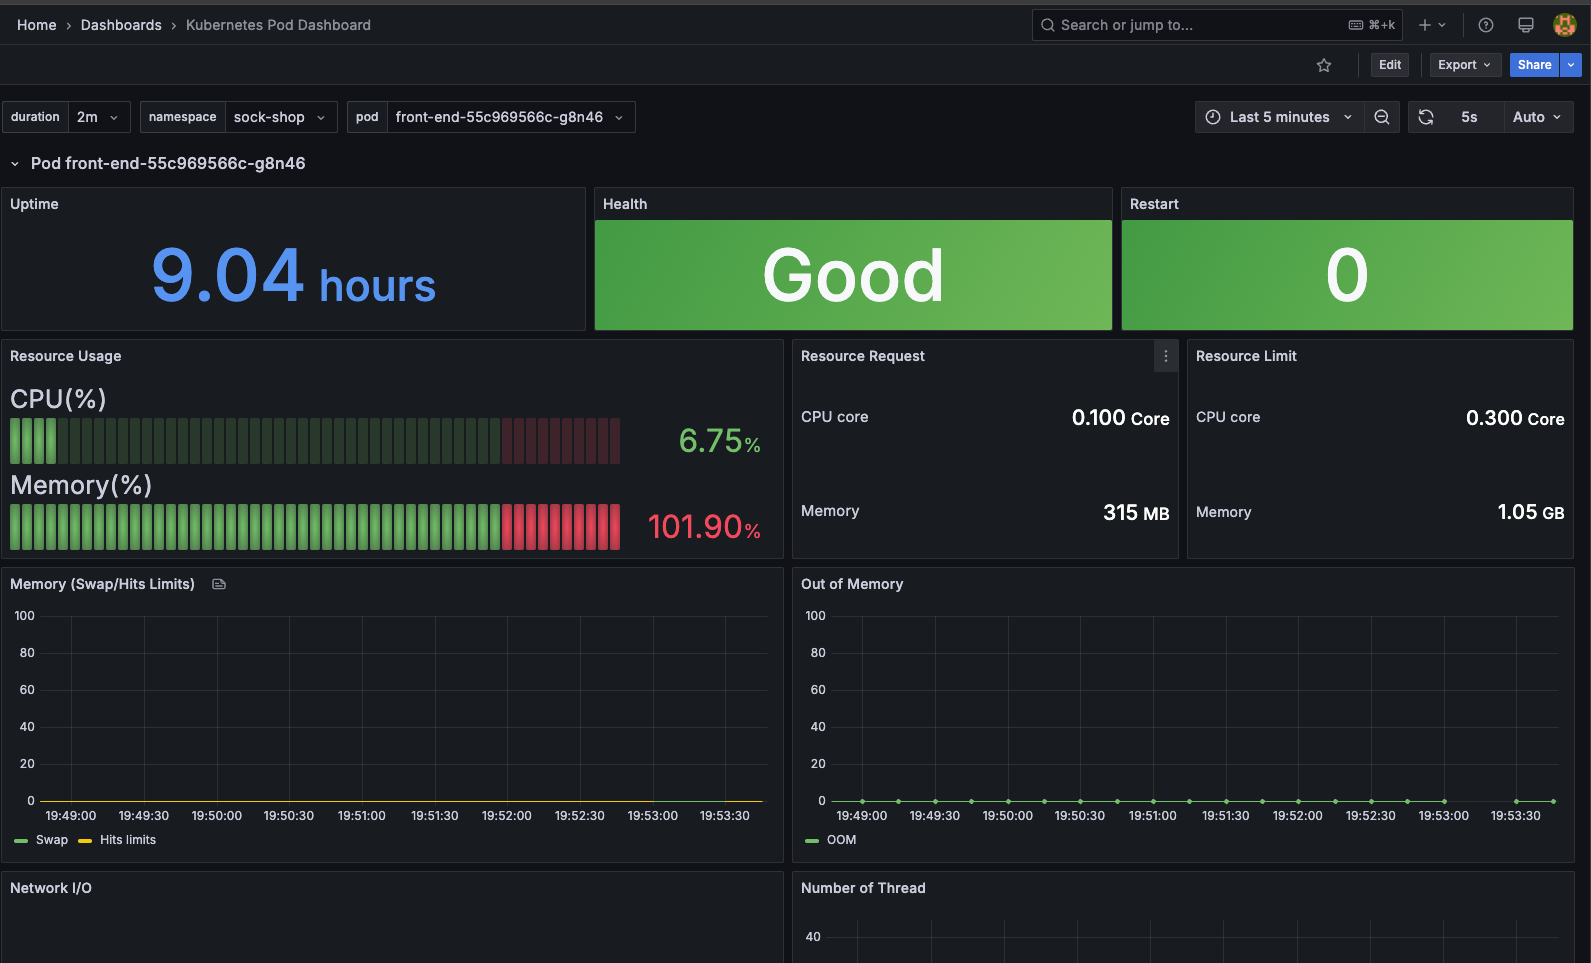 Home › Dashboards › Kubernetes Pod Dashboard
Search or jump to... ⌘+k
Edit Export Share
duration 2m namespace sock-shop pod front-end-55c969566c-g8n46 Last 5 minutes 5s Auto
Pod front-end-55c969566c-g8n46
Uptime
9.04 hours
Health
Good
Restart
0
Resource Usage
CPU(%)
6.75%
Memory(%)
101.90%
Resource Request
CPU core 0.100 Core
Memory 315 MB
Resource Limit
CPU core 0.300 Core
Memory 1.05 GB
Memory (Swap/Hits Limits)
100
80
60
40
20
0
19:49:00 19:49:30 19:50:00 19:50:30 19:51:00 19:51:30 19:52:00 19:52:30 19:53:00 19:53:30
Swap Hits limits
Out of Memory
100
80
60
40
20
0
19:49:00 19:49:30 19:50:00 19:50:30 19:51:00 19:51:30 19:52:00 19:52:30 19:53:00 19:53:30
OOM
Network I/O
Number of Thread
40